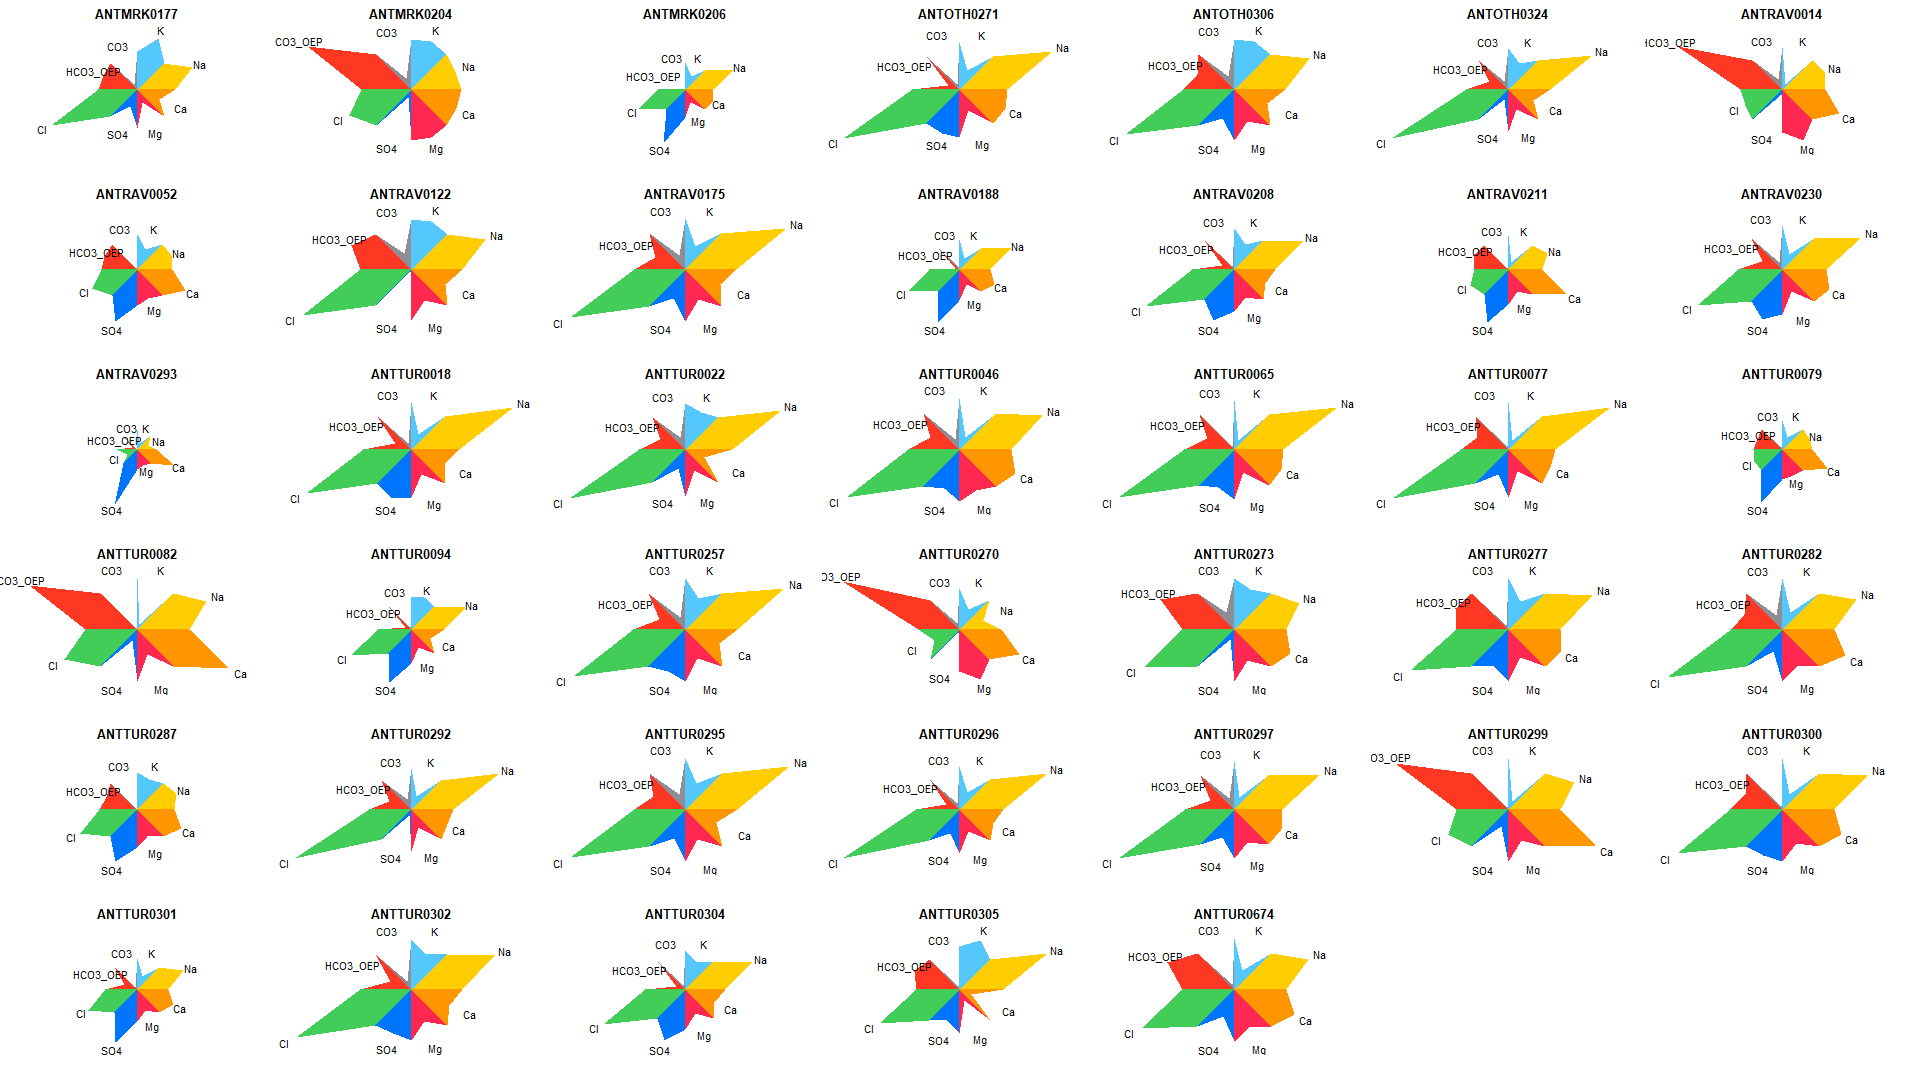 ANTMRK0177 ANTMRK0204 ANTMRK0206 ANTOTH0271 ANTOTH0306 ANTOTH0324 ANTRAV0014
K CO3 HCO3_OEP Na Ca Cl SO4 Mg
CO3_OEP CO3 K Na Ca Cl SO4 Mg
CO3 K Na HCO3_OEP Ca Cl Mg SO4
CO3 K Na HCO3_OEP Ca Cl SO4 Mg
CO3 K Na HCO3_OEP Ca Cl SO4 Mg
CO3 K Na HCO3_OEP Ca Cl SO4 Mg
HCO3_OEP CO3 K Na Cl Ca SO4 Mg
ANTRAV0052 ANTRAV0122 ANTRAV0175 ANTRAV0188 ANTRAV0208 ANTRAV0211 ANTRAV0230
CO3 K HCO3_OEP Na Cl Ca Mg SO4
CO3 K HCO3_OEP Na Ca Cl SO4 Mg
CO3 K Na HCO3_OEP Ca Cl SO4 Mg
CO3 K Na HCO3_OEP Ca Cl Mg SO4
CO3 K Na HCO3_OEP Ca Cl Mg SO4
CO3 K HCO3_OEP Na Cl Ca Mg SO4
CO3 K Na HCO3_OEP Ca Cl Mg SO4
ANTRAV0293 ANTTUR0018 ANTTUR0022 ANTTUR0046 ANTTUR0065 ANTTUR0077 ANTTUR0079
CO3 K HCO3_OEP Na Cl Ca Mg SO4
CO3 K Na HCO3_OEP Ca Cl SO4 Mg
CO3 K Na HCO3_OEP Ca Cl SO4 Mg
CO3 K Na HCO3_OEP Ca Cl SO4 Mg
CO3 K Na HCO3_OEP Ca Cl SO4 Mg
CO3 K Na HCO3_OEP Ca Cl SO4 Mg
CO3 K HCO3_OEP Na Cl Ca Mg SO4
ANTTUR0082 ANTTUR0094 ANTTUR0257 ANTTUR0270 ANTTUR0273 ANTTUR0277 ANTTUR0282
CO3_OEP CO3 K Na Cl Ca SO4 Mg
CO3 K Na HCO3_OEP Ca Cl Mg SO4
CO3 K Na HCO3_OEP Ca Cl SO4 Mg
O3_OEP CO3 K Na Cl Ca SO4 Mg
CO3 K HCO3_OEP Na Ca Cl SO4 Mg
CO3 K Na HCO3_OEP Ca Cl SO4 Mg
CO3 K Na HCO3_OEP Ca Cl SO4 Mg
ANTTUR0287 ANTTUR0292 ANTTUR0295 ANTTUR0296 ANTTUR0297 ANTTUR0299 ANTTUR0300
CO3 K HCO3_OEP Na Cl Ca Mg SO4
CO3 K Na HCO3_OEP Ca Cl SO4 Mg
CO3 K Na HCO3_OEP Ca Cl SO4 Mg
CO3 K Na HCO3_OEP Ca Cl SO4 Mg
CO3 K Na HCO3_OEP Ca Cl SO4 Mg
O3_OEP CO3 K Na Cl Ca SO4 Mg
CO3 K Na HCO3_OEP Ca Cl SO4 Mg
ANTTUR0301 ANTTUR0302 ANTTUR0304 ANTTUR0305 ANTTUR0674
CO3 K Na HCO3_OEP Ca Cl Mg SO4
CO3 K Na HCO3_OEP Ca Cl SO4 Mg
CO3 K Na HCO3_OEP Ca Cl Mg SO4
CO3 K Na HCO3_OEP Ca Cl SO4 Mg
CO3 K HCO3_OEP Na Ca Cl SO4 Mg